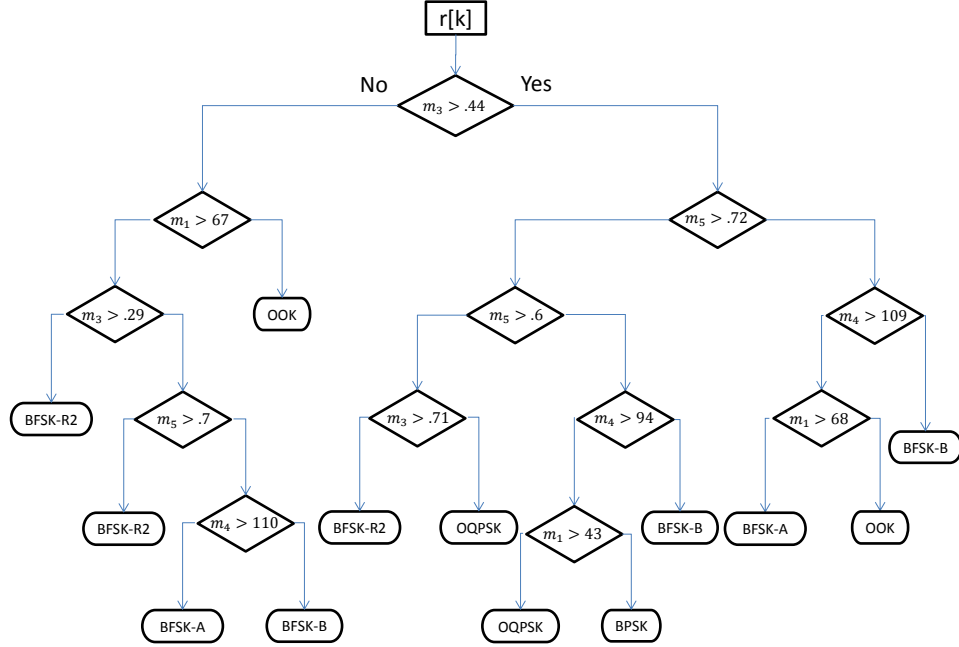 r[k]
No
Yes
m₃ > .44
m₁ > 67
m₅ > .72
m₃ > .29
OOK
m₅ > .6
m₄ > 109
BFSK-R2
m₅ > .7
m₃ > .71
m₄ > 94
m₁ > 68
BFSK-B
BFSK-R2
m₄ > 110
BFSK-R2
OQPSK
m₁ > 43
BFSK-B
BFSK-A
OOK
BFSK-A
BFSK-B
OQPSK
BPSK